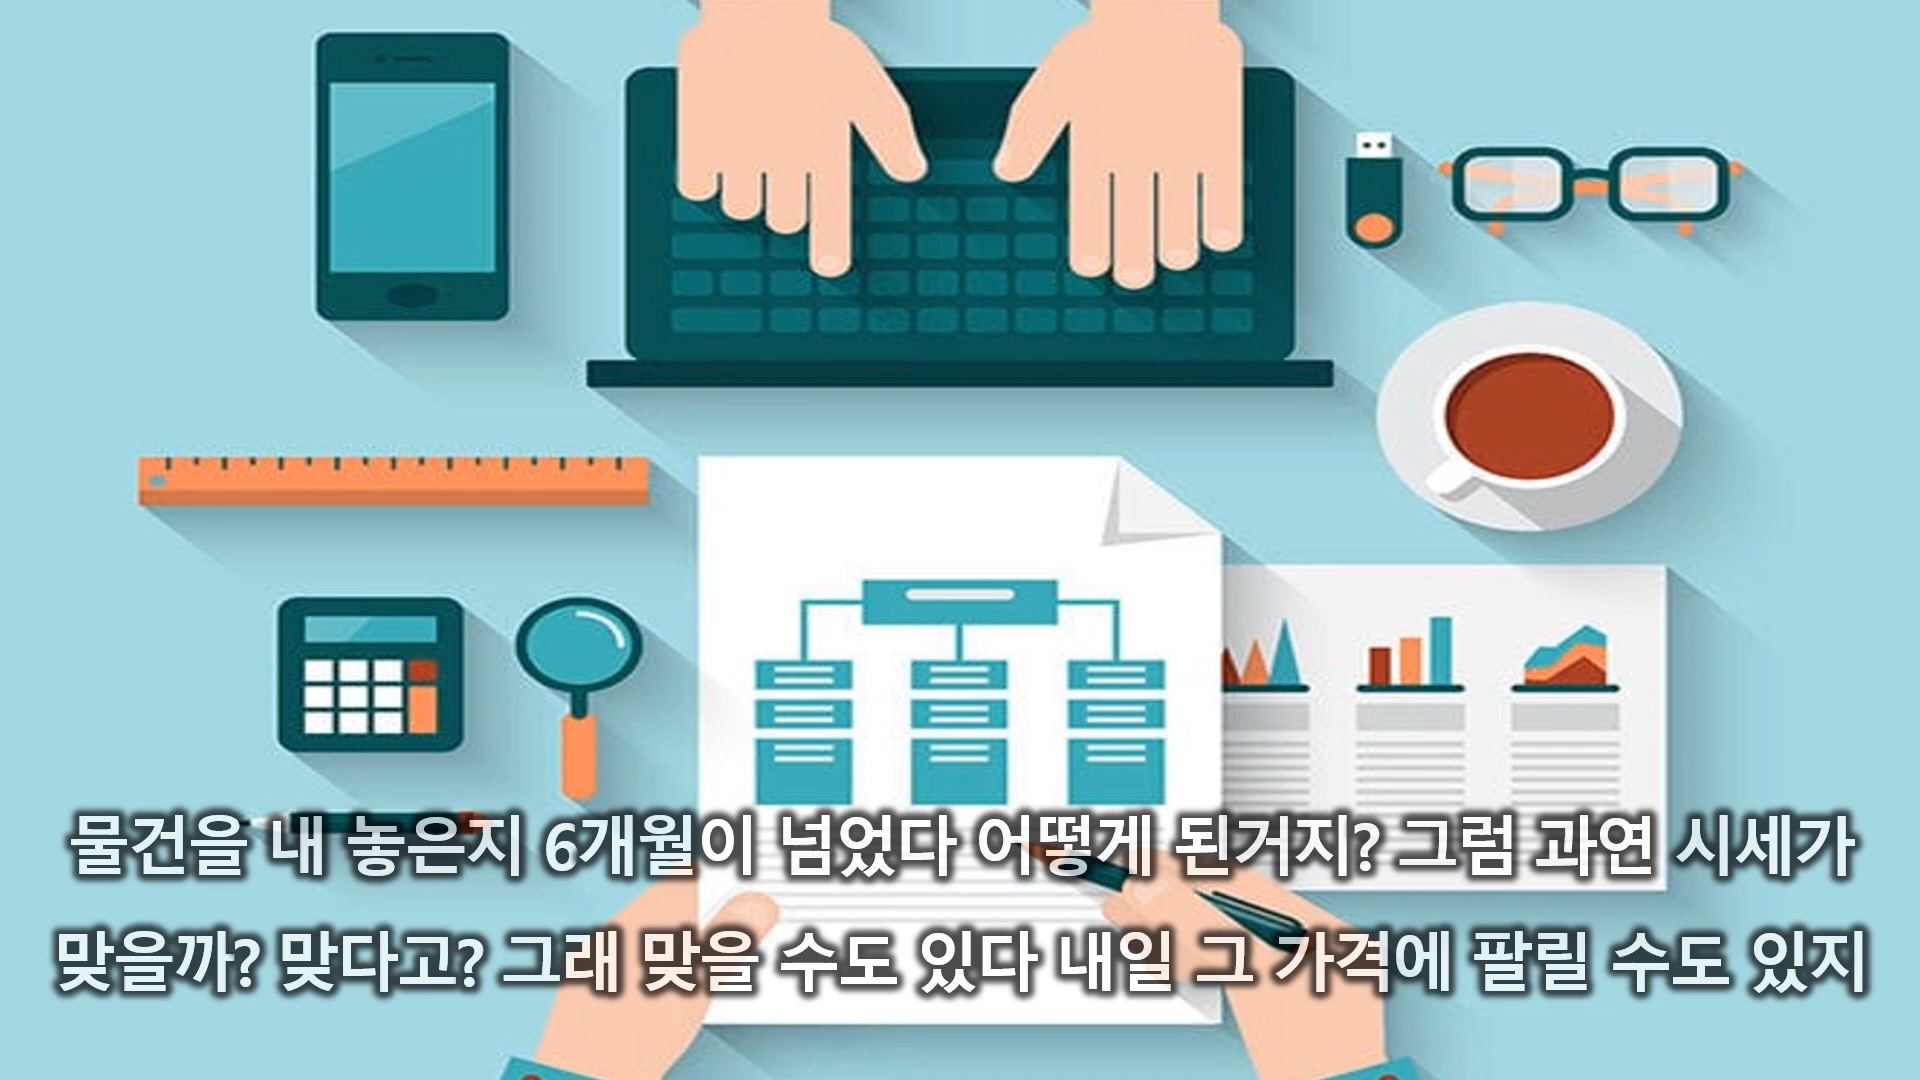 물건을 내 놓은지 6개월이 넘었다 어떻게 된거지? 그럼 과연 시세가
맞을까? 맞다고? 그래 맞을 수도 있다 내일 그 가격에 팔릴 수도 있지